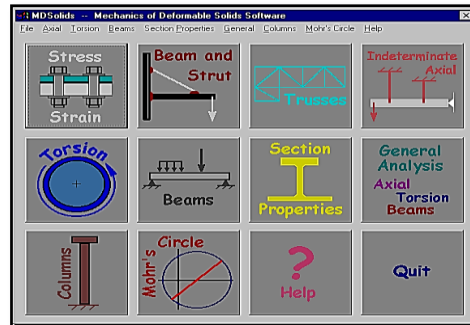 MDSolids -- Mechanics of Deformable Solids Software
File Axial Torsion Beams Section Properties General Columns Mohr's Circle Help
Stress
Strain
Beam and
Strut
Trusses
Indeterminate
Axial
Torsion
Beams
Section
Properties
General
Analysis
Axial
Torsion
Beams
Columns
Mohr's
Circle
?
Help
Quit